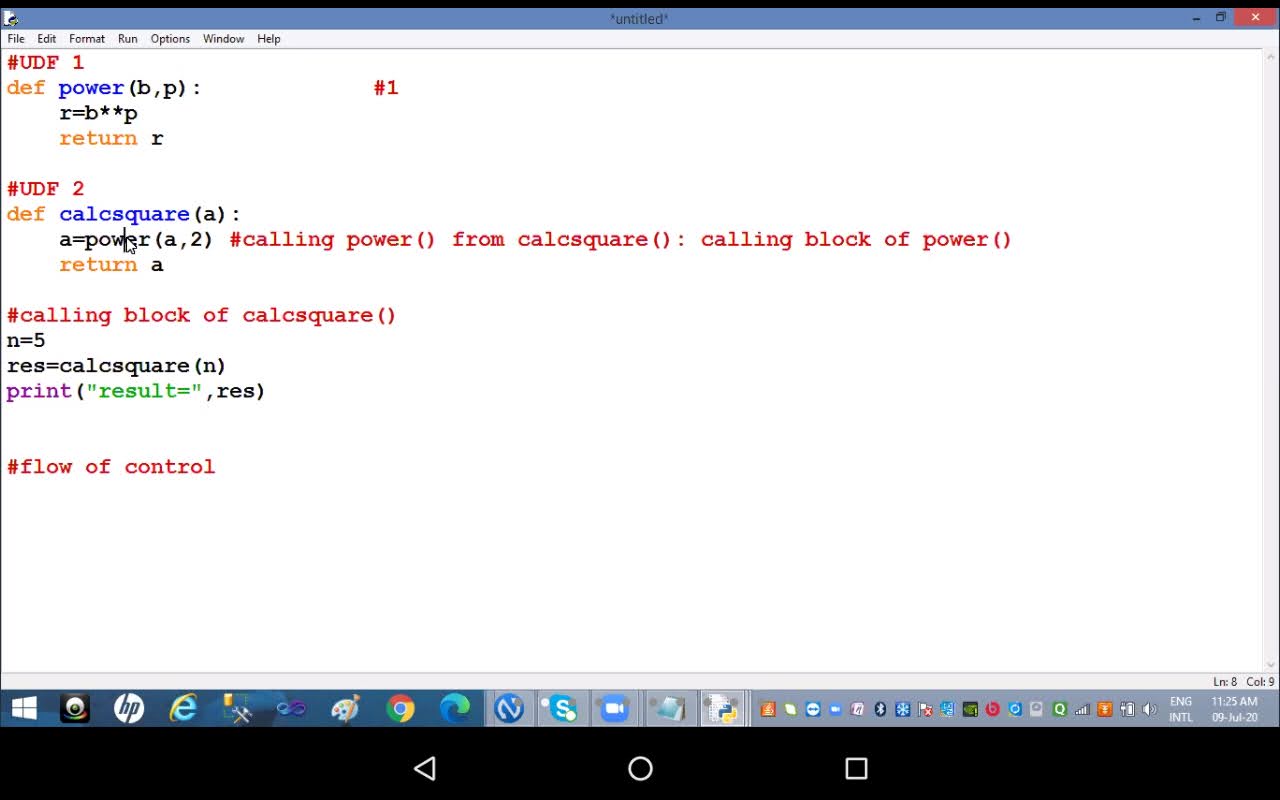 *untitled*
File Edit Format Run Options Window Help
#UDF 1
def power(b,p): #1
r=b**p
return r
#UDF 2
def calcsquare(a):
a=power(a,2) #calling power() from calcsquare(): calling block of power()
return a
#calling block of calcsquare()
n=5
res=calcsquare(n)
print("result=",res)
#flow of control
Ln: 8 Col: 9
ENG 11:25 AM
INTL 09-Jul-20